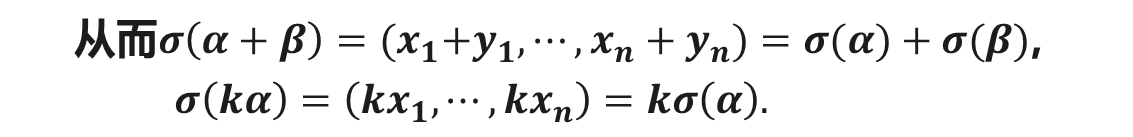 从而σ(α + β) = (x₁+y₁,⋯,xₙ + yₙ) = σ(α) + σ(β),
σ(kα) = (kx₁,⋯,kxₙ) = kσ(α).